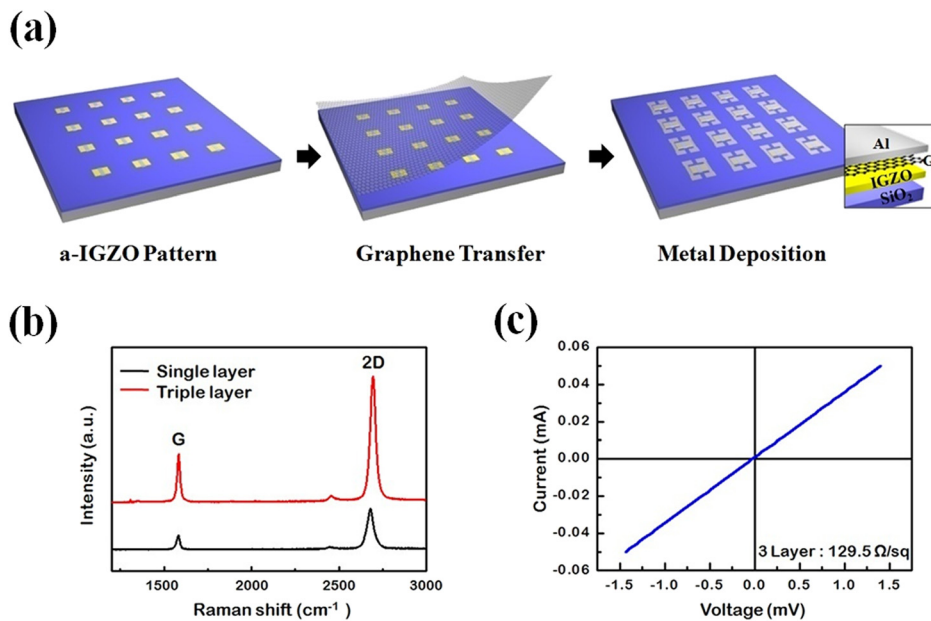 (a)
Al
G
IGZO
SiO₂
a-IGZO Pattern
Graphene Transfer
Metal Deposition
(b)
Single layer
Triple layer
G
2D
Intensity (a.u.)
1500 2000 2500 3000
Raman shift (cm⁻¹)
(c)
0.06
0.04
0.02
0.00
-0.02
-0.04
-0.06
Current (mA)
3 Layer : 129.5 Ω/sq
-1.5 -1.0 -0.5 0.0 0.5 1.0 1.5
Voltage (mV)